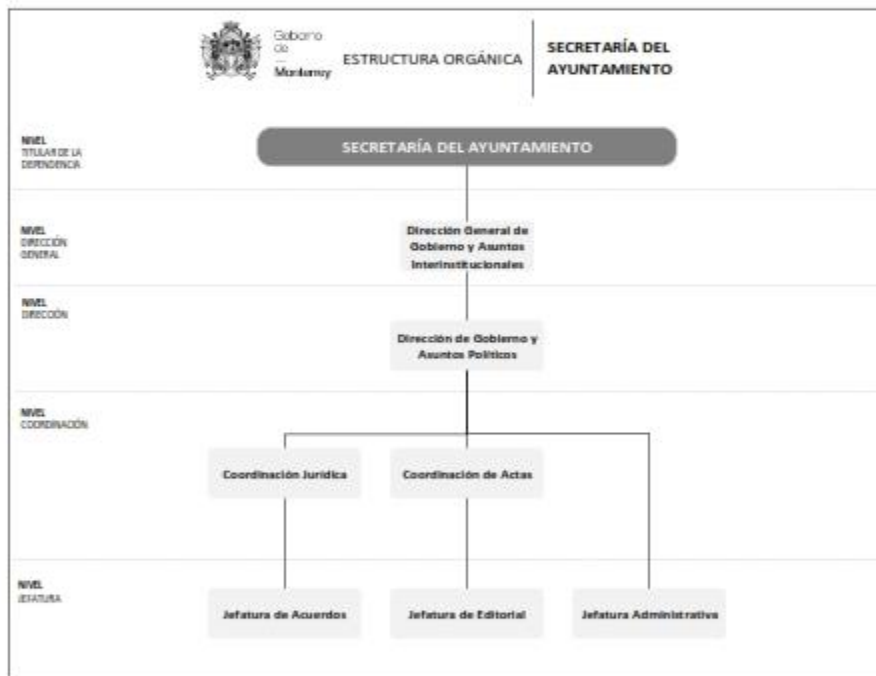 Gobierno
de
Monterrey
ESTRUCTURA ORGÁNICA
SECRETARÍA DEL
AYUNTAMIENTO
NIVEL
TITULAR DE LA
DEPENDENCIA
SECRETARÍA DEL AYUNTAMIENTO
NIVEL
DIRECCIÓN
GENERAL
Dirección General de
Gobierno y Asuntos
Interinstitucionales
NIVEL
DIRECCIÓN
Dirección de Gobierno y
Asuntos Políticos
NIVEL
COORDINACIÓN
Coordinación Jurídica
Coordinación de Actas
NIVEL
JEFATURA
Jefatura de Acuerdos
Jefatura de Editorial
Jefatura Administrativa